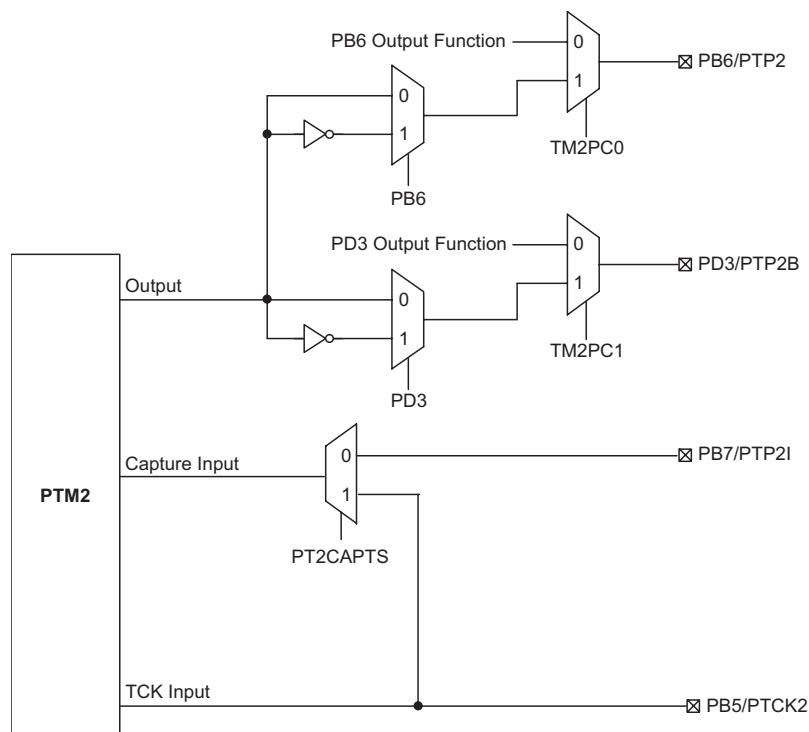 PB6 Output Function
0
1
PB6/PTP2
TM2PC0
0
1
PB6
PD3 Output Function
0
1
PD3/PTP2B
TM2PC1
Output
0
1
PD3
Capture Input
0
1
PB7/PTP2I
PTM2
PT2CAPTS
TCK Input
PB5/PTCK2